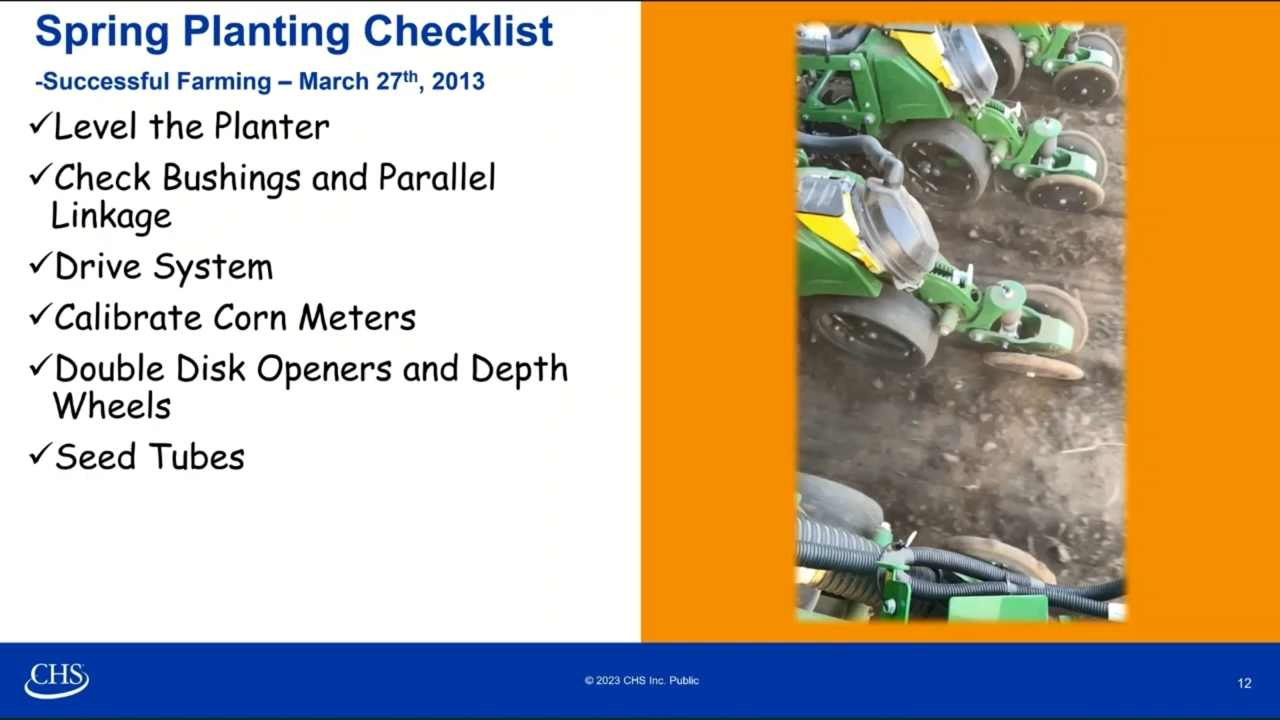 Spring Planting Checklist
-Successful Farming – March 27th, 2013
✓Level the Planter
✓Check Bushings and Parallel
Linkage
✓Drive System
✓Calibrate Corn Meters
✓Double Disk Openers and Depth
Wheels
✓Seed Tubes
CHS
© 2023 CHS Inc. Public
12